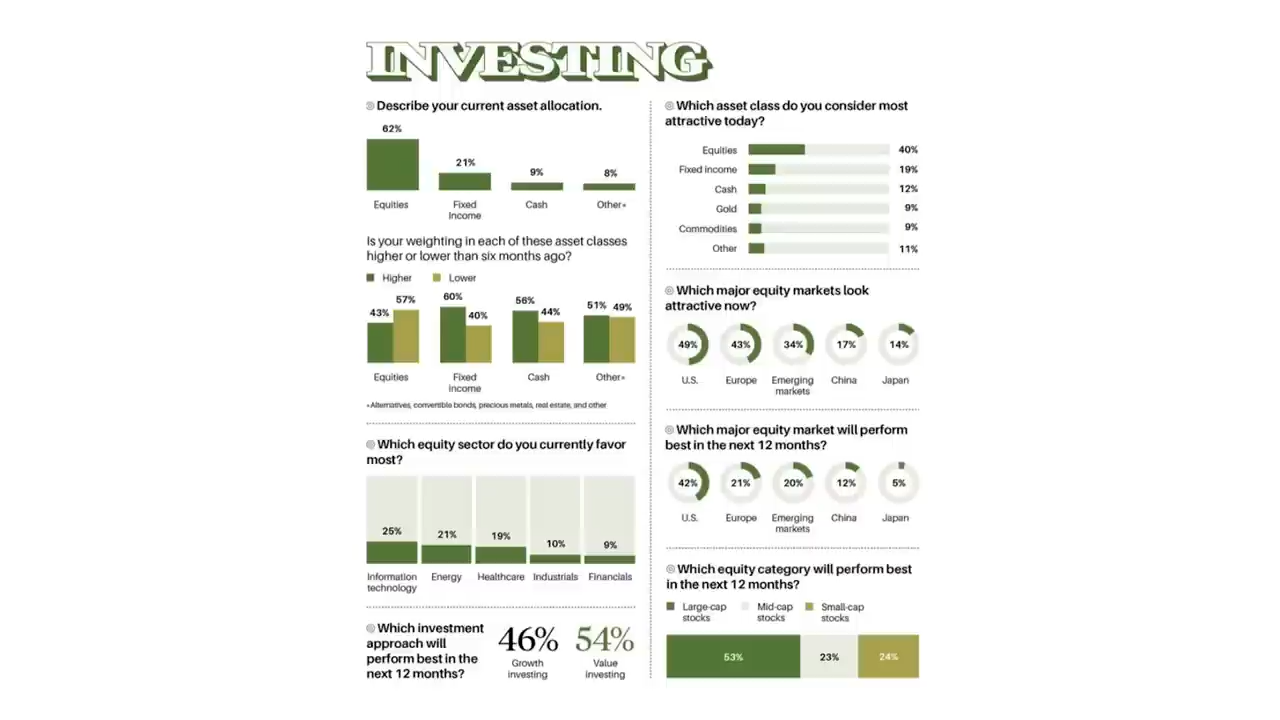 INVESTING
Describe your current asset allocation.
62%
21%
9%
8%
Equities
Fixed
Income
Cash
Other*
Is your weighting in each of these asset classes
higher or lower than six months ago?
Higher
Lower
43%
57%
60%
40%
56%
44%
51%
49%
Equities
Fixed
income
Cash
Other*
*Alternatives, convertible bonds, precious metals, real estate, and other
Which equity sector do you currently favor
most?
25%
21%
19%
10%
9%
Information
technology
Energy
Healthcare
Industrials
Financials
Which investment
approach will
perform best in the
next 12 months?
46%
Growth
investing
54%
Value
investing
Which asset class do you consider most
attractive today?
Equities 40%
Fixed income 19%
Cash 12%
Gold 9%
Commodities 9%
Other 11%
Which major equity markets look
attractive now?
49%
43%
34%
17%
14%
U.S.
Europe
Emerging
markets
China
Japan
Which major equity market will perform
best in the next 12 months?
42%
21%
20%
12%
5%
U.S.
Europe
Emerging
markets
China
Japan
Which equity category will perform best
in the next 12 months?
Large-cap
stocks
Mid-cap
stocks
Small-cap
stocks
53%
23%
24%